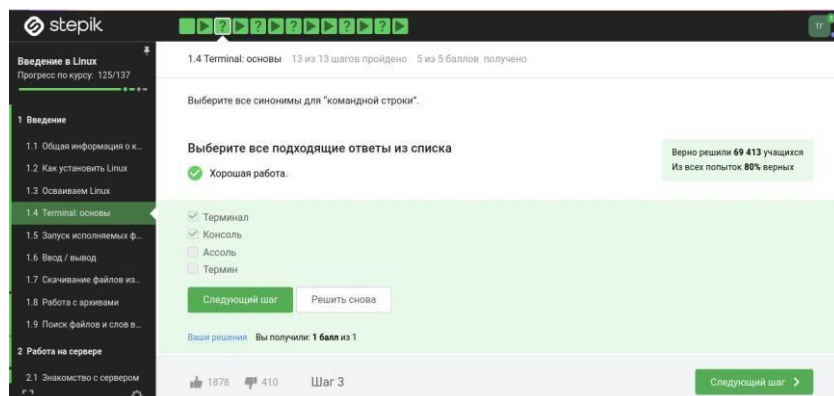 stepik
ТГ
Введение в Linux
Прогресс по курсу: 125/137
1 Введение
1.1 Общая информация о к...
1.2 Как установить Linux
1.3 Осваиваем Linux
1.4 Terminal: основы
1.5 Запуск исполняемых ф...
1.6 Ввод / вывод
1.7 Скачивание файлов из...
1.8 Работа с архивами
1.9 Поиск файлов и слов в...
2 Работа на сервере
2.1 Знакомство с сервером
1.4 Terminal: основы 13 из 13 шагов пройдено 5 из 5 баллов получено
Выберите все синонимы для "командной строки".
Выберите все подходящие ответы из списка
Хорошая работа.
Верно решили 69 413 учащихся
Из всех попыток 80% верных
Терминал
Консоль
Ассоль
Термин
Следующий шаг
Решить снова
Ваши решения Вы получили: 1 балл из 1
1878 410 Шаг 3
Следующий шаг